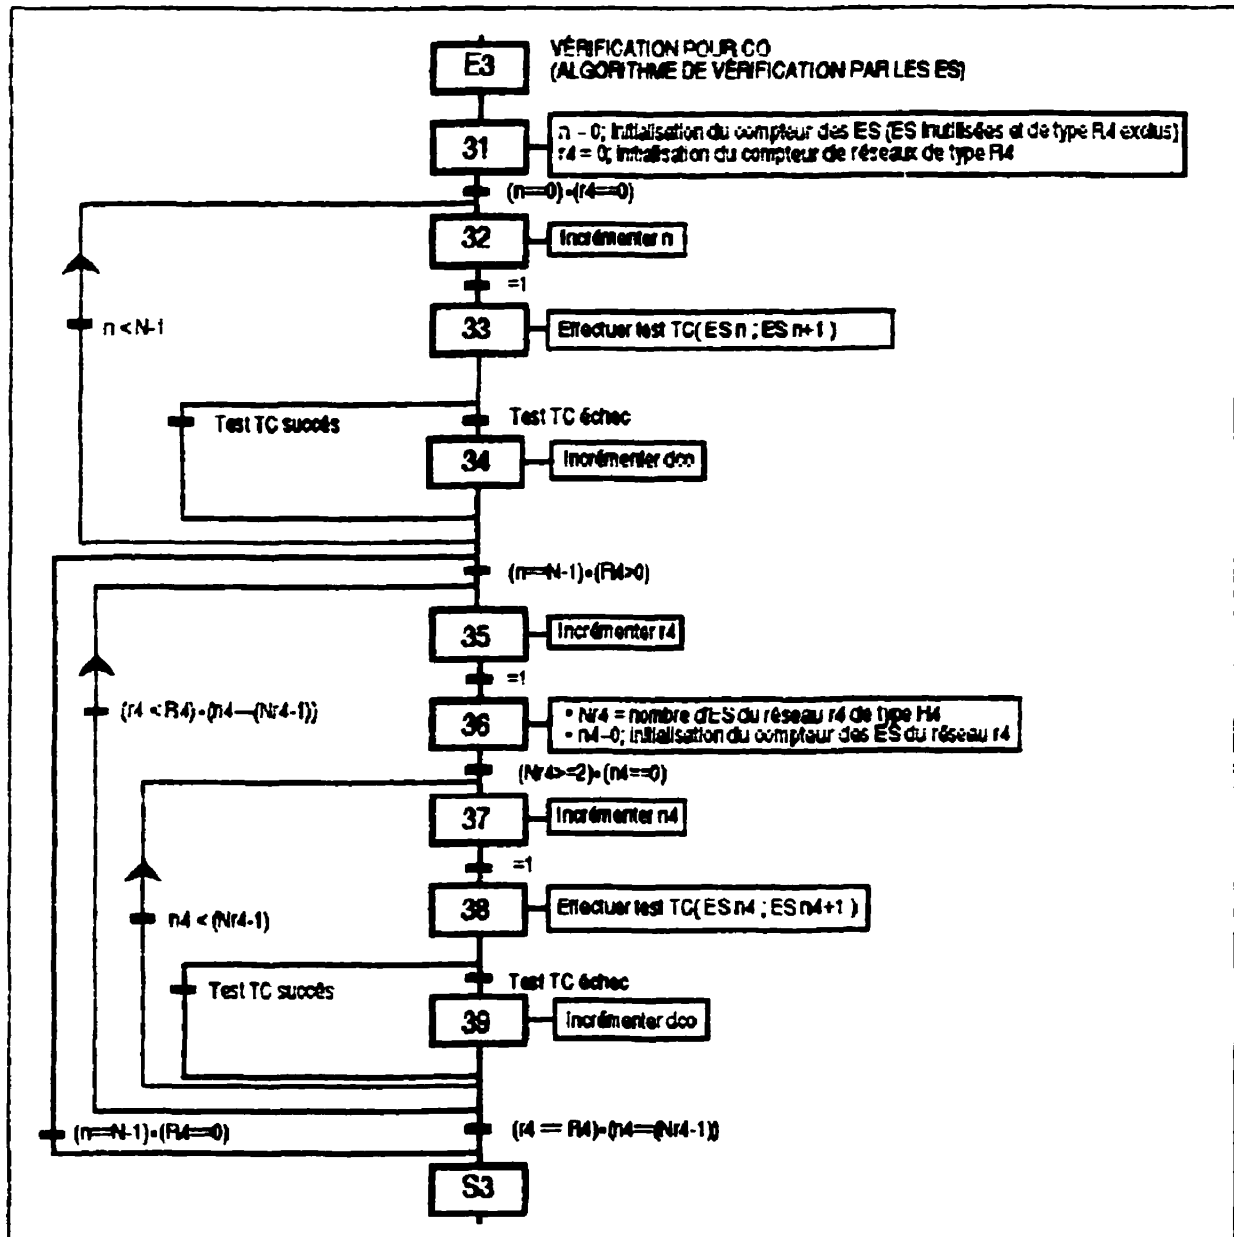 E3
VÉRIFICATION POUR CO
(ALGORITHME DE VÉRIFICATION PAR LES ES)
31
n = 0; Initialisation du compteur des ES (ES inutilisées et de type R4 exclus)
r4 = 0; initialisation du compteur de réseaux de type R4
(n==0)•(r4==0)
32
Incrémenter n
=1
n < N-1
33
Effectuer test TC( ES n ; ES n+1 )
Test TC succès
Test TC échec
34
Incrémenter dco
(n==N-1)•(R4>0)
35
Incrémenter r4
=1
(r4 < R4)•(n4==(Nr4-1))
36
• Nr4 = nombre d'ES du réseau r4 de type R4
• n4=0; initialisation du compteur des ES du réseau r4
(Nr4>=2)•(n4==0)
37
Incrémenter n4
=1
n4 < (Nr4-1)
38
Effectuer test TC( ES n4 ; ES n4+1 )
Test TC succès
Test TC échec
39
Incrémenter dco
(n==N-1)•(R4==0)
(r4 == R4)•(n4==(Nr4-1))
S3